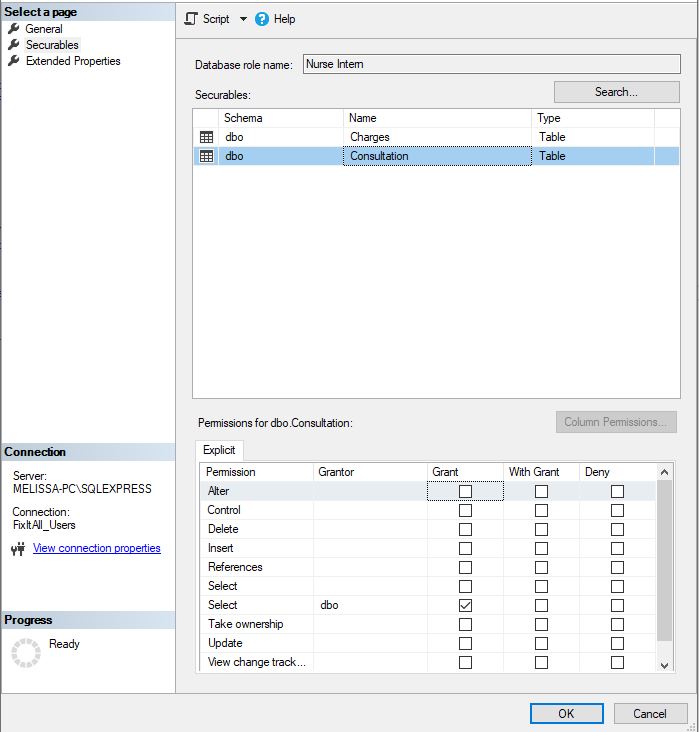 Select a page
General
Securables
Extended Properties
Script Help
Database role name: Nurse Intern
Securables: Search...
Schema Name Type
dbo Charges Table
dbo Consultation Table
Permissions for dbo.Consultation: Column Permissions...
Explicit
Permission Grantor Grant With Grant Deny
Alter
Control
Delete
Insert
References
Select
Select dbo
Take ownership
Update
View change track...
Connection
Server:
MELISSA-PC\SQLEXPRESS
Connection:
FixItAll_Users
View connection properties
Progress
Ready
OK Cancel